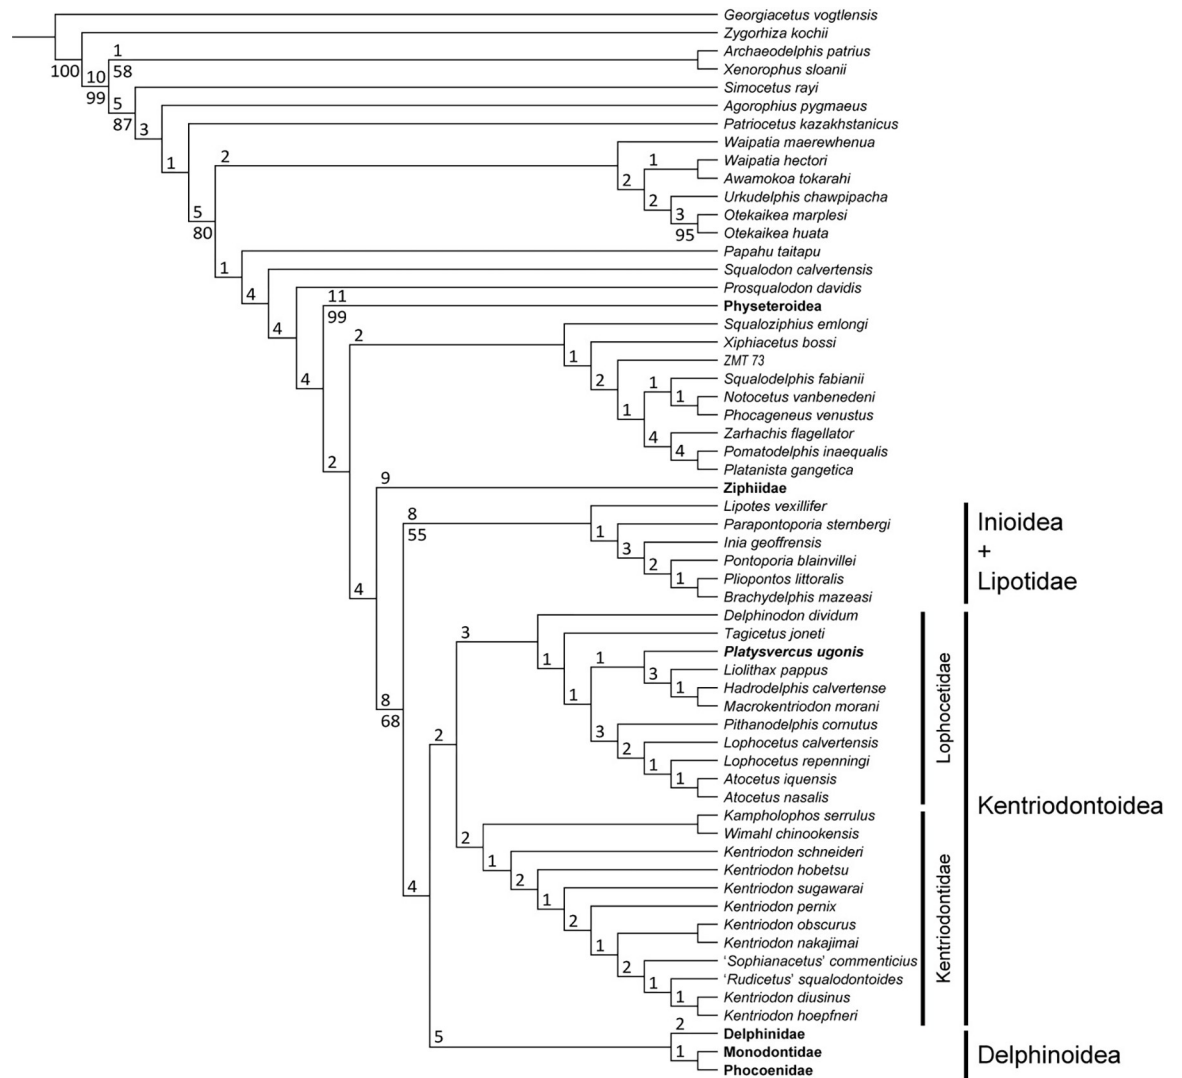 Georgiacetus vogtlensis
Zygorhiza kochii
1
Archaeodelphis patrius
100
10
58
Xenorophus sloanii
99
5
Simocetus rayi
87
3
Agorophius pygmaeus
Patriocetus kazakhstanicus
1
2
Waipatia maerewhenua
1
Waipatia hectori
2
Awamokoa tokarahi
2
Urkudelphis chawpipacha
5
3
Otekaikea marplesi
80
95
Otekaikea huata
Papahu taitapu
1
Squalodon calvertensis
4
Prosqualodon davidis
11
Physeteroidea
99
4
Squaloziphius emlongi
2
Xiphiacetus bossi
1
ZMT 73
4
2
1
Squalodelphis fabianii
1
Notocetus vanbenedeni
1
Phocageneus venustus
Zarhachis flagellator
4
4
Pomatodelphis inaequalis
2
Platanista gangetica
9
Ziphiidae
Lipotes vexillifer
8
Parapontoporia sternbergi
55
1
Inia geoffrensis
3
Pontoporia blainvillei
2
Pliopontos littoralis
1
Brachydelphis mazeasi
Inioidea
+
Lipotidae
4
Delphinodon dividum
3
Tagicetus joneti
1
1
Platysvercus ugonis
Liolithax pappus
3
Hadrodelphis calvertense
1
8
1
Macrokentriodon morani
68
Pithanodelphis cornutus
2
3
Lophocetus calvertensis
2
Lophocetus repenningi
1
Atocetus iquensis
1
Atocetus nasalis
Lophocetidae
Kentriodontoidea
Kampholophos serrulus
2
Wimahl chinookensis
1
Kentriodon schneideri
4
2
Kentriodon hobetsu
1
Kentriodon sugawarai
2
Kentriodon pernix
1
Kentriodon obscurus
Kentriodon nakajimai
2
'Sophianacetus' commenticius
1
'Rudicetus' squalodontoides
1
Kentriodon diusinus
Kentriodon hoepfneri
Kentriodontidae
5
2
Delphinidae
1
Monodontidae
Phocoenidae
Delphinoidea